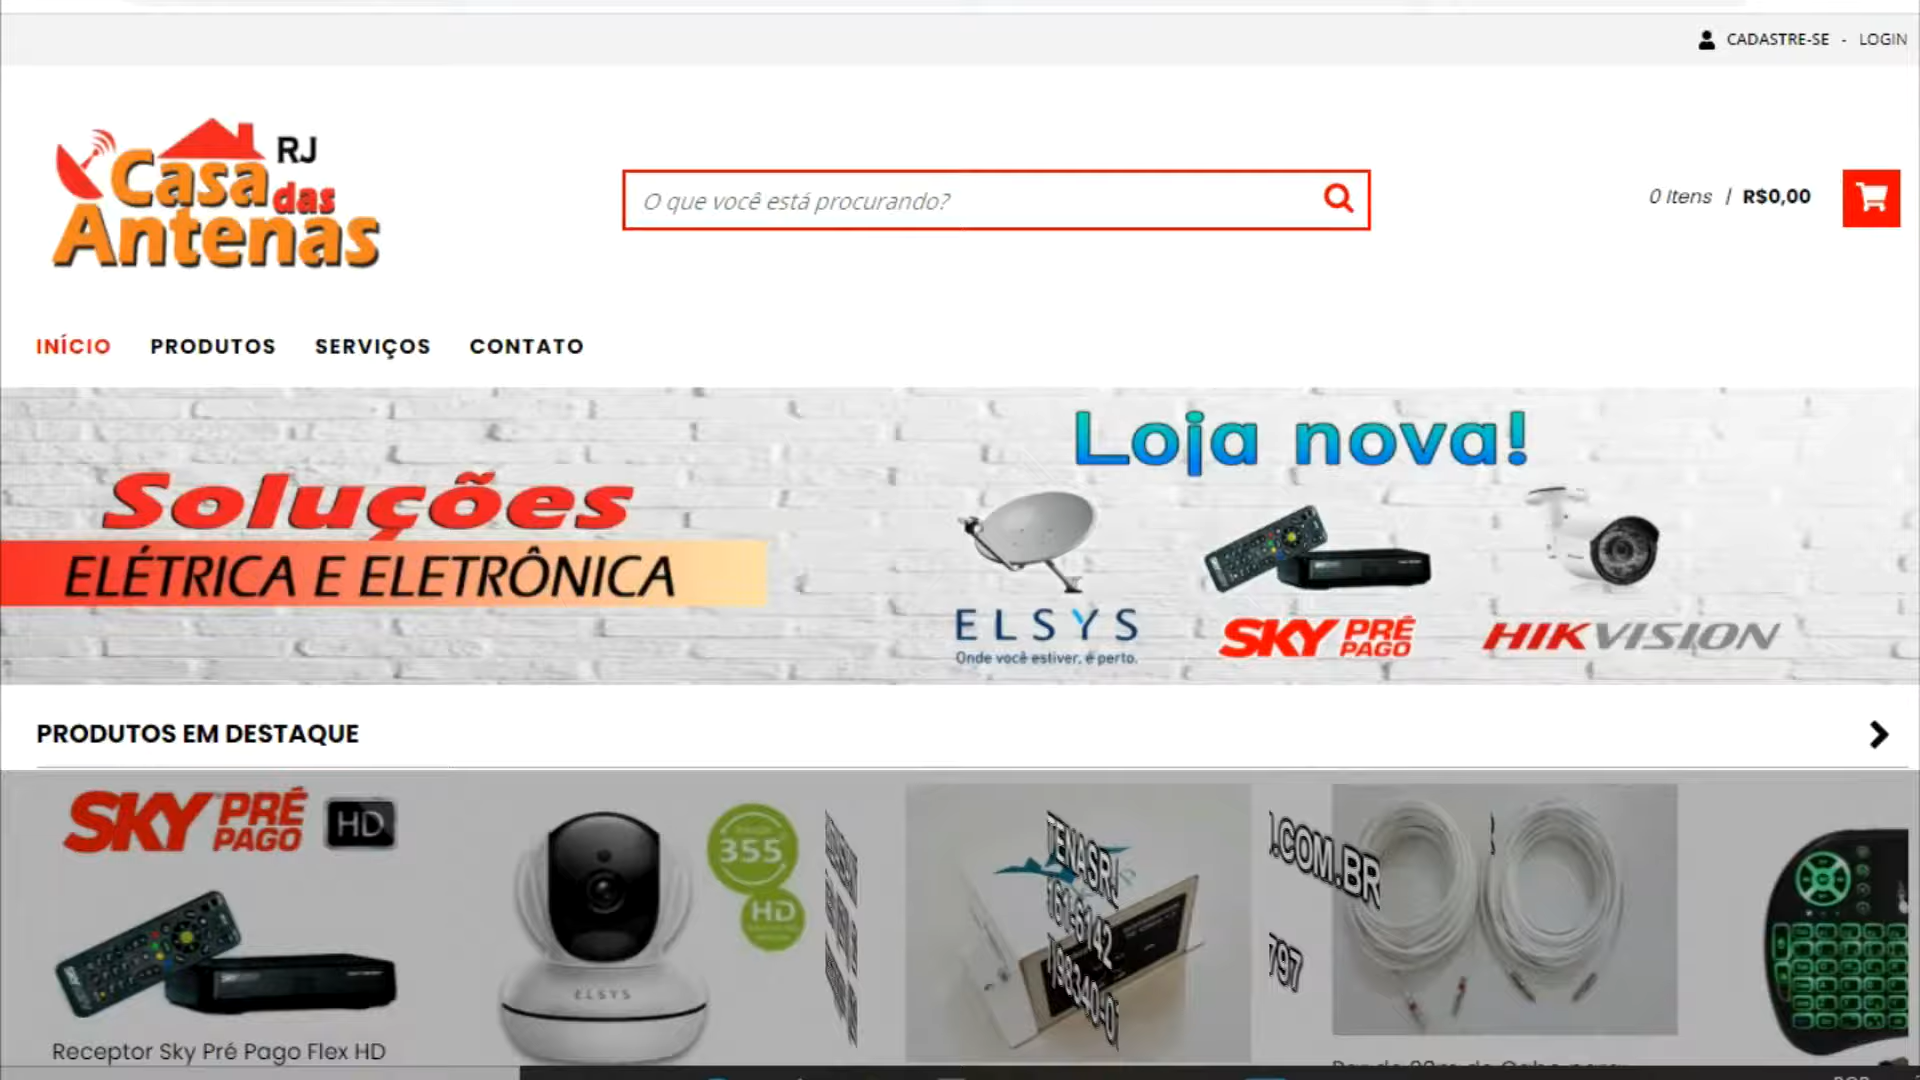 CADASTRE-SE - LOGIN
RJ
Casa das
Antenas
O que você está procurando?
0 Itens / R$0,00
INÍCIO PRODUTOS SERVIÇOS CONTATO
Loja nova!
Soluções
ELÉTRICA E ELETRÔNICA
ELSYS
Onde você estiver, é perto.
SKY PRÉ PAGO
HIKVISION
PRODUTOS EM DESTAQUE
SKY PRÉ PAGO HD
355
HD
ELSYS
TENASRJ
J.COM.BR
797
Receptor Sky Pré Pago Flex HD